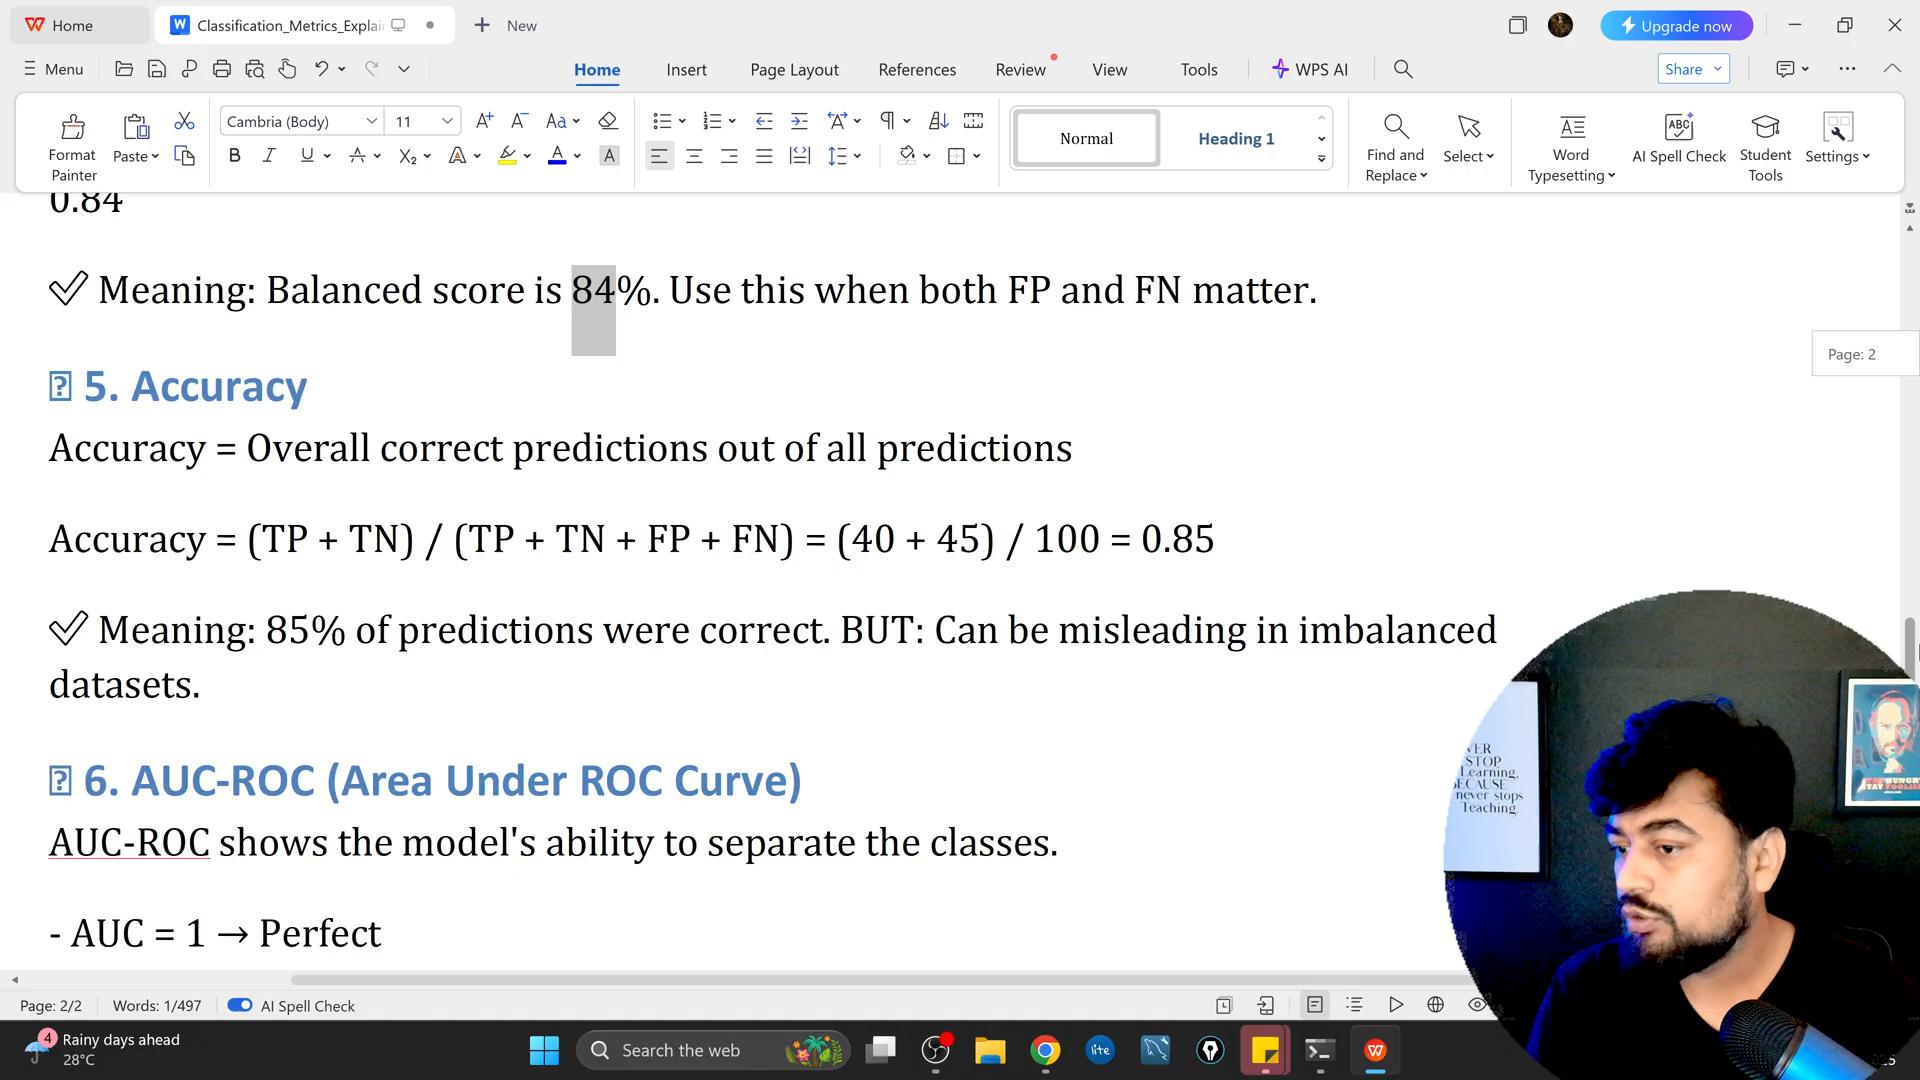 Home
Classification_Metrics_Explai
New
Upgrade now
Menu
Home
Insert
Page Layout
References
Review
View
Tools
WPS AI
Share
Format
Painter
Paste
Cambria (Body)
11
Normal
Heading 1
Find and
Replace
Select
Word
Typesetting
AI Spell Check
Student
Tools
Settings
0.84
Meaning: Balanced score is 84%. Use this when both FP and FN matter.
Page: 2
5. Accuracy
Accuracy = Overall correct predictions out of all predictions
Accuracy = (TP + TN) / (TP + TN + FP + FN) = (40 + 45) / 100 = 0.85
Meaning: 85% of predictions were correct. BUT: Can be misleading in imbalanced
datasets.
6. AUC-ROC (Area Under ROC Curve)
AUC-ROC shows the model's ability to separate the classes.
- AUC = 1 → Perfect
STOP
Learning,
never stops
Teaching.
Page: 2/2
Words: 1/497
AI Spell Check
4
Rainy days ahead
28°C
Search the web
lite